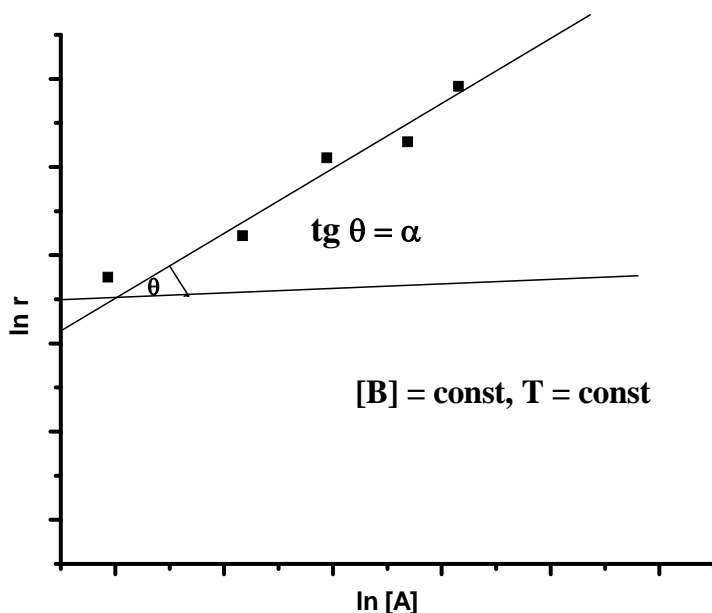 tg θ = α
ln r
θ
[B] = const, T = const
ln [A]